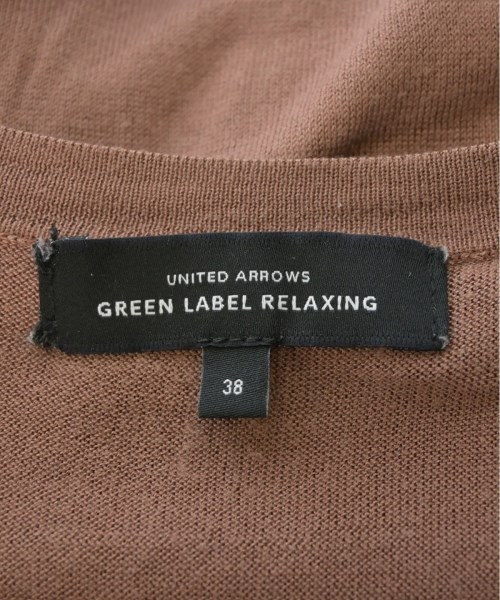 UNITED ARROWS
GREEN LABEL RELAXING
38